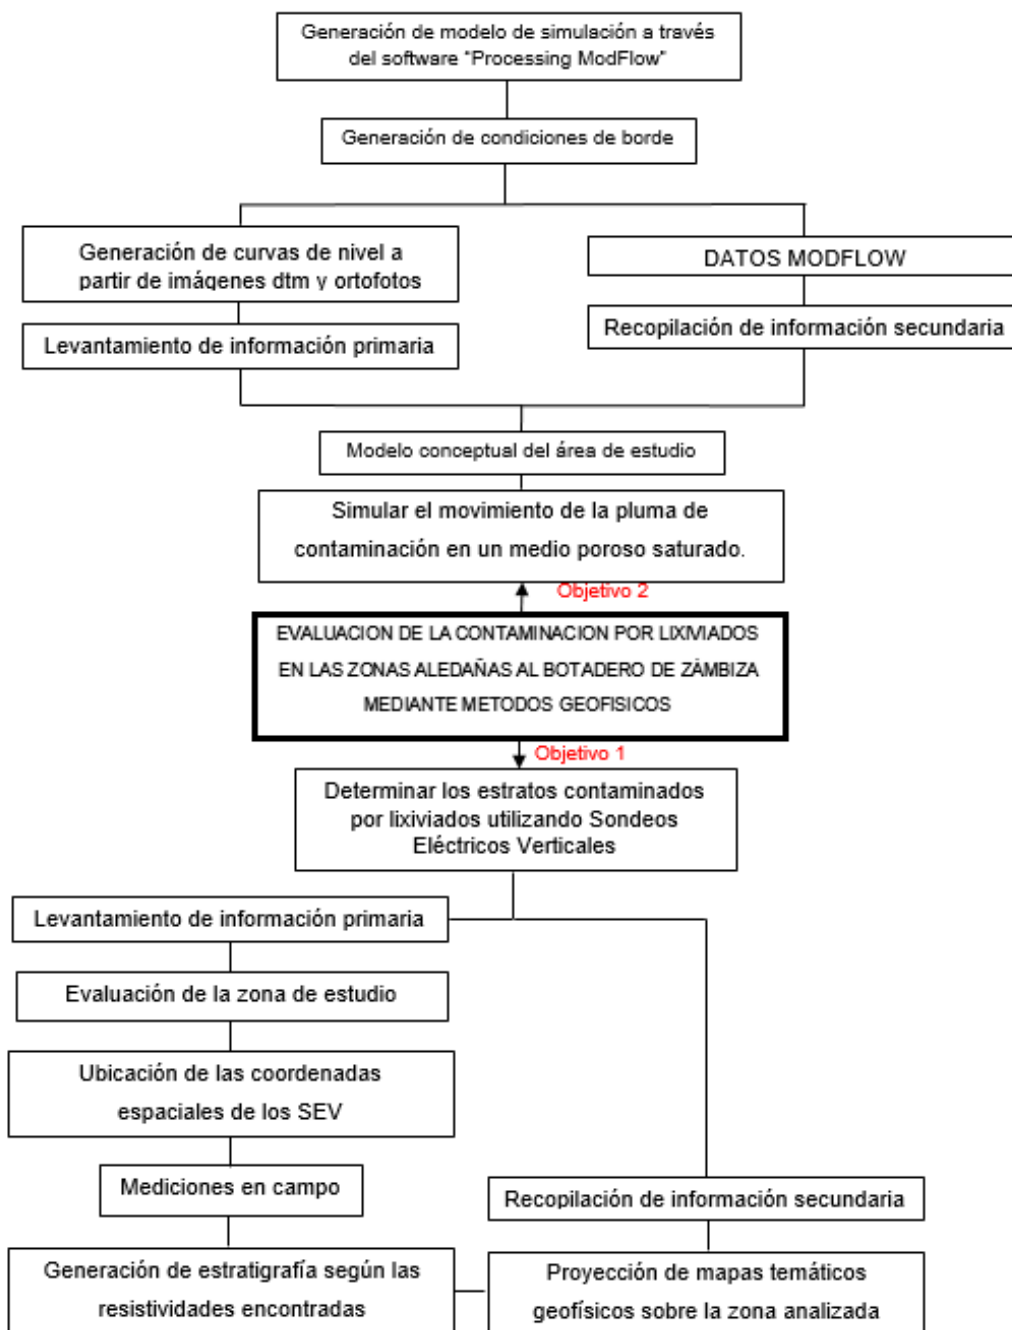 Generación de modelo de simulación a través
del software "Processing ModFlow"
Generación de condiciones de borde
Generación de curvas de nivel a
partir de imágenes dtm y ortofotos
DATOS MODFLOW
Levantamiento de información primaria
Recopilación de información secundaria
Modelo conceptual del área de estudio
Simular el movimiento de la pluma de
contaminación en un medio poroso saturado.
Objetivo 2
EVALUACION DE LA CONTAMINACION POR LIXIVIADOS
EN LAS ZONAS ALEDAÑAS AL BOTADERO DE ZÁMBIZA
MEDIANTE METODOS GEOFISICOS
Objetivo 1
Determinar los estratos contaminados
por lixiviados utilizando Sondeos
Eléctricos Verticales
Levantamiento de información primaria
Evaluación de la zona de estudio
Ubicación de las coordenadas
espaciales de los SEV
Mediciones en campo
Recopilación de información secundaria
Generación de estratigrafía según las
resistividades encontradas
Proyección de mapas temáticos
geofísicos sobre la zona analizada